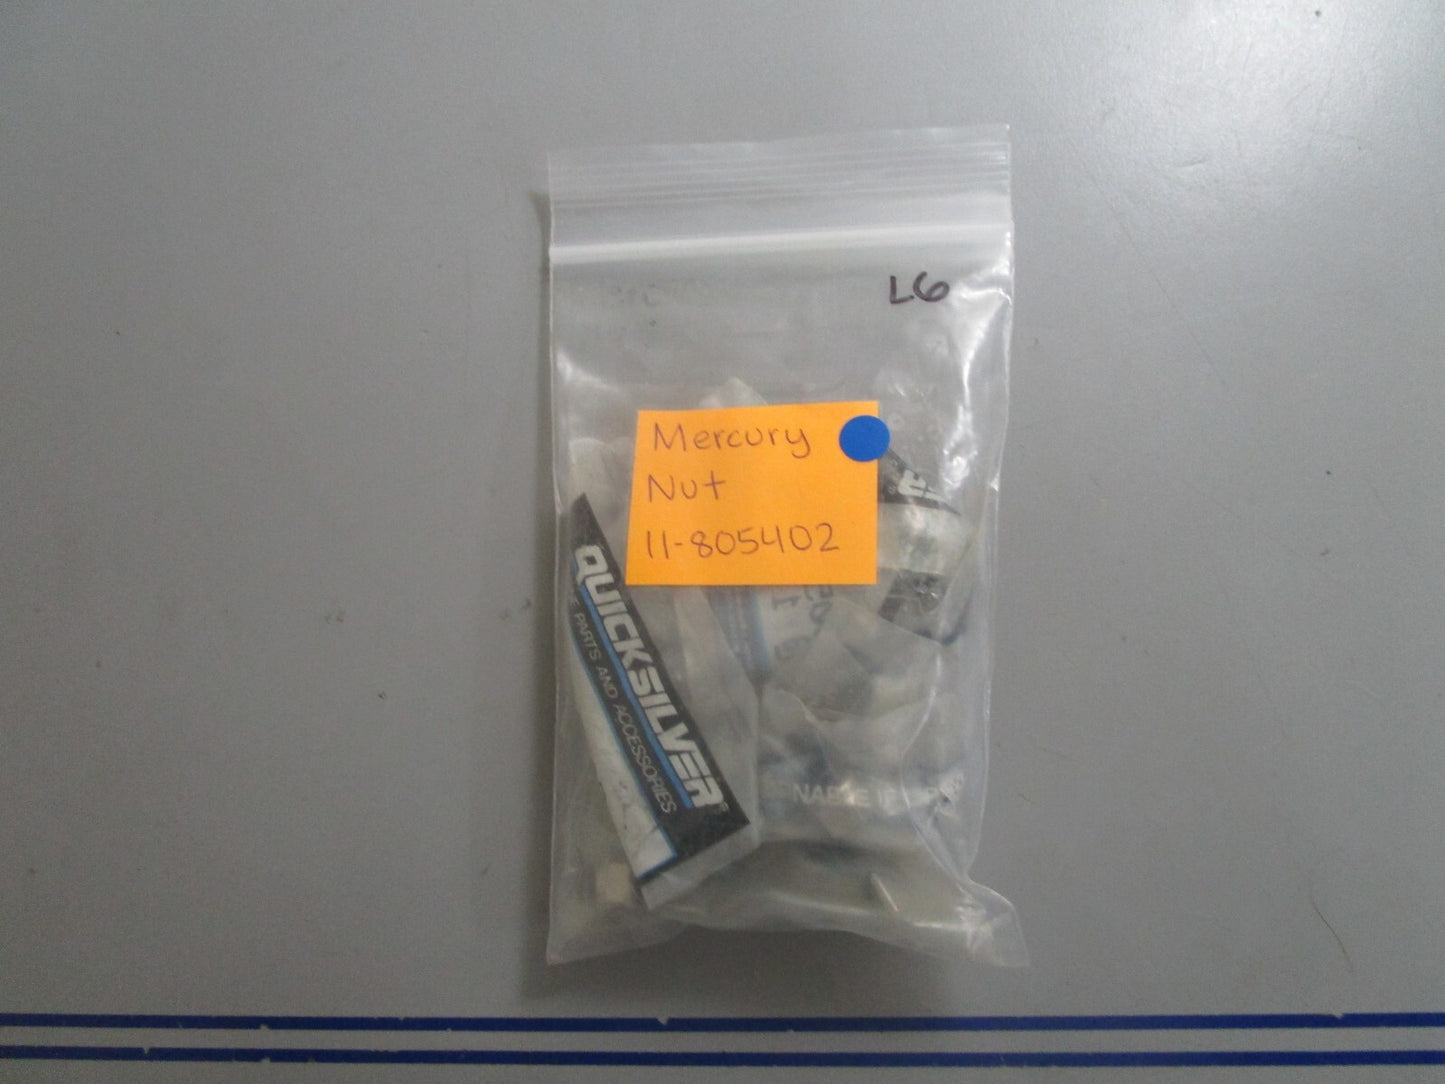 L6
Mercury
Nut
11-805402
QUICKSILVER®
PARTS AND ACCESSORIES